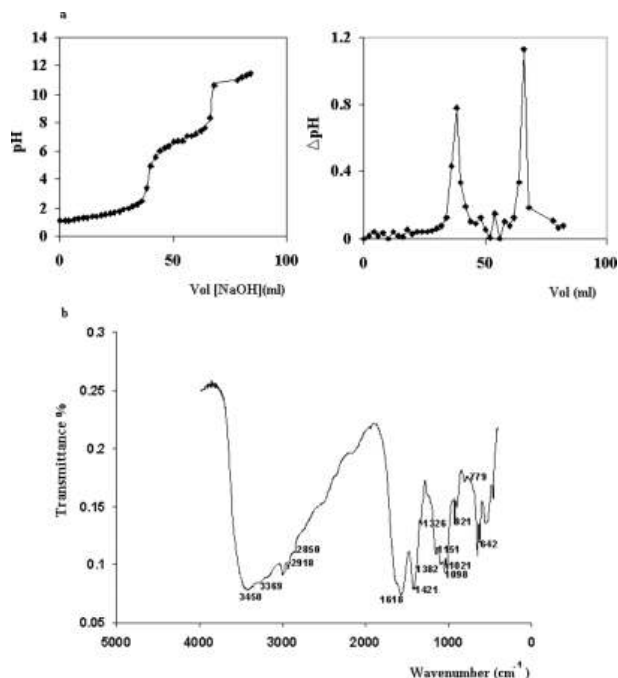 a
14
12
10
8
6
4
2
0
pH
0 50 100
Vol [NaOH](ml)
1.2
0.8
0.4
0
△pH
0 50 100
Vol (ml)
b
0.3
0.25
0.2
0.15
0.1
0.05
Transmittance %
3450
3369
2918
2850
1616
1421
1382
1326
1151
1098
1021
821
779
642
5000 4000 3000 2000 1000 0
Wavenumber (cm⁻¹)